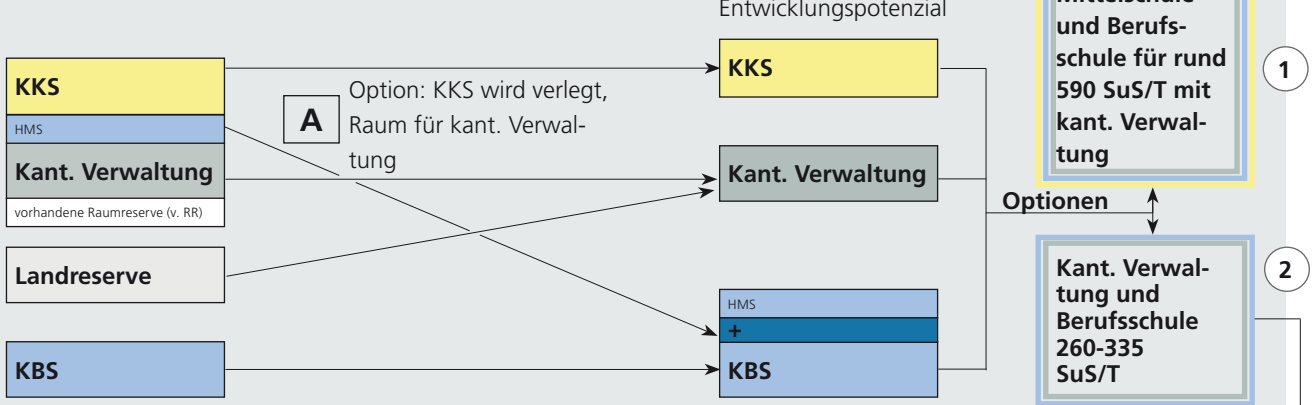 KKS
HMS
Kant. Verwaltung
vorhandene Raumreserve (v. RR)
Landreserve
KBS
A
Option: KKS wird verlegt,
Raum für kant. Verwal-
tung
Entwicklungspotenzial
KKS
Kant. Verwaltung
HMS
+
KBS
Optionen
Mittelschule
und Berufs-
schule für rund
590 SuS/T mit
kant. Verwal-
tung
1
Kant. Verwal-
tung und
Berufsschule
260-335
SuS/T
2